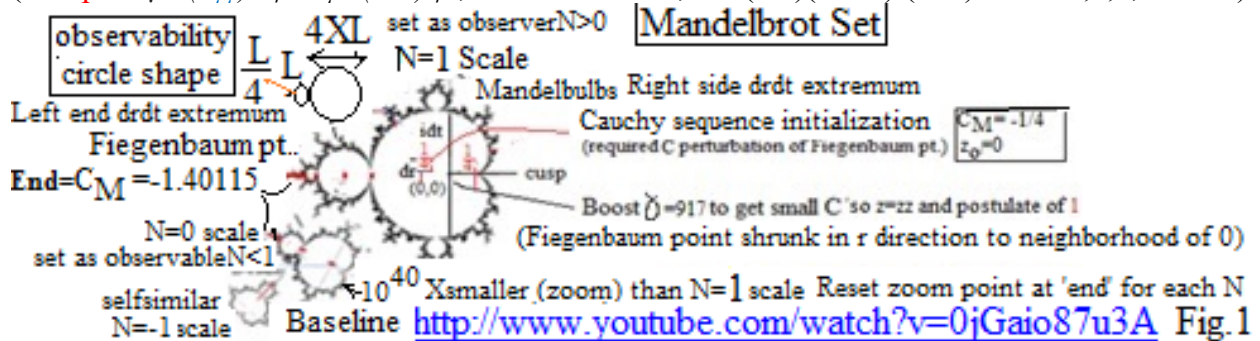 Mandelbrot Set
observability
circle shape
L
4
L
4XL
set as observerN>0
N=1 Scale
Mandelbulbs Right side drdt extremum
Left end drdt extremum
Cauchy sequence initialization
(required C perturbation of Fiegenbaum pt.)
C_M= -1/4
z_o=0
Fiegenbaum pt..
End=C_M=-1.40115
idt
dr
(0,0)
cusp
Boost =917 to get small C so z=zz and postulate of 1
(Fiegenbaum point shrunk in r direction to neighborhood of 0)
N=0 scale
set as observableN<1
10^40 Xsmaller (zoom) than N=1 scale Reset zoom point at 'end' for each N
selfsimilar
N=-1 scale
Baseline http://www.youtube.com/watch?v=0jGaio87u3A Fig.1